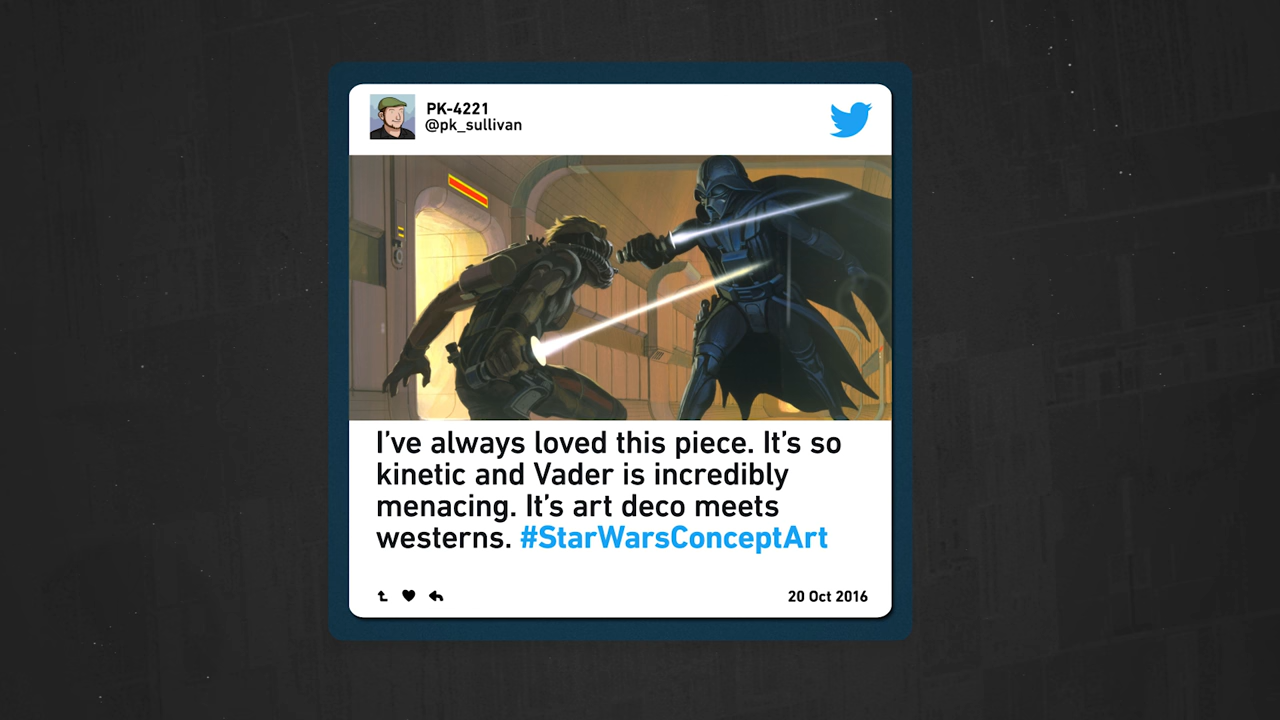 PK-4221
@pk_sullivan
I've always loved this piece. It's so
kinetic and Vader is incredibly
menacing. It's art deco meets
westerns. #StarWarsConceptArt
20 Oct 2016